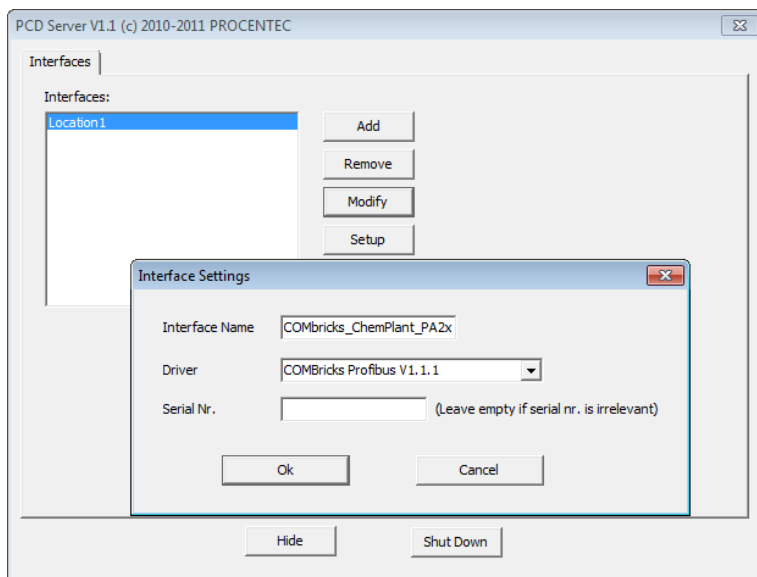 PCD Server V1.1 (c) 2010-2011 PROCENTEC
Interfaces
Interfaces:
Location1
Add
Remove
Modify
Setup
Interface Settings
Interface Name COMbricks_ChemPlant_PA2x
Driver COMBricks Profibus V1.1.1
Serial Nr. (Leave empty if serial nr. is irrelevant)
Ok Cancel
Hide Shut Down